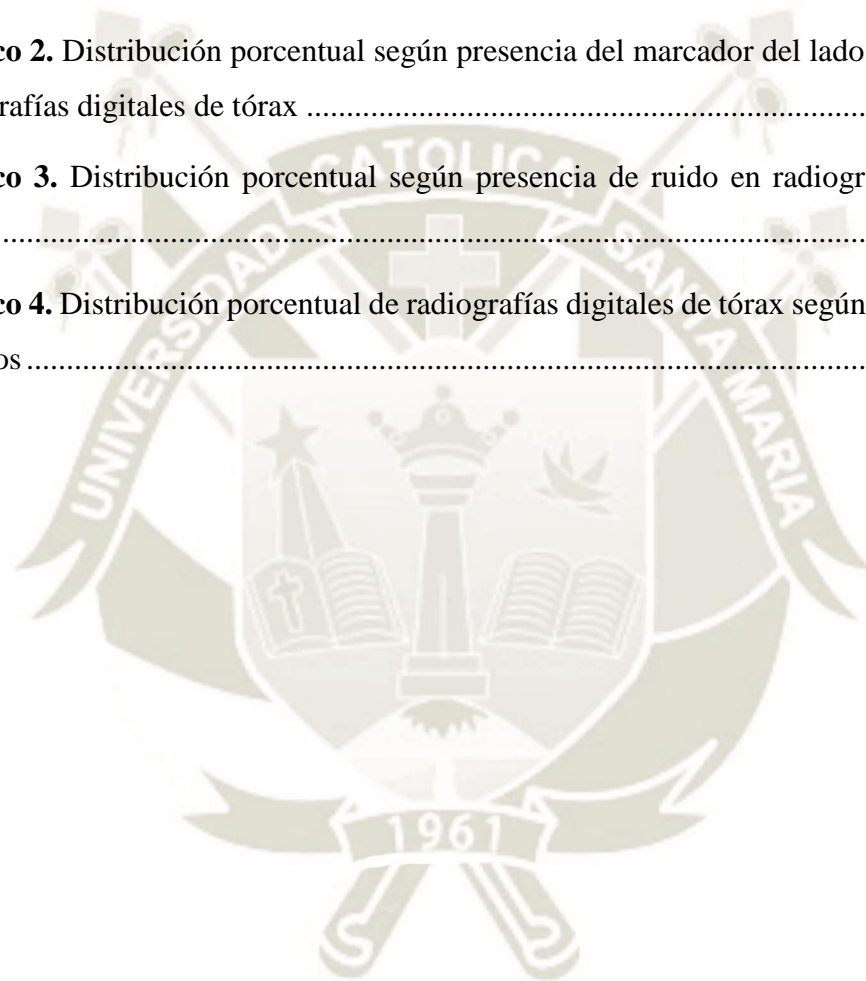 co 2. Distribución porcentual según presencia del marcador del lado
rafías digitales de tórax ....................................................................
co 3. Distribución porcentual según presencia de ruido en radiogr
....................................................................................................
co 4. Distribución porcentual de radiografías digitales de tórax según
os ..................................................................................................
UNIVERSIDAD CATOLICA SANTA MARIA
1961